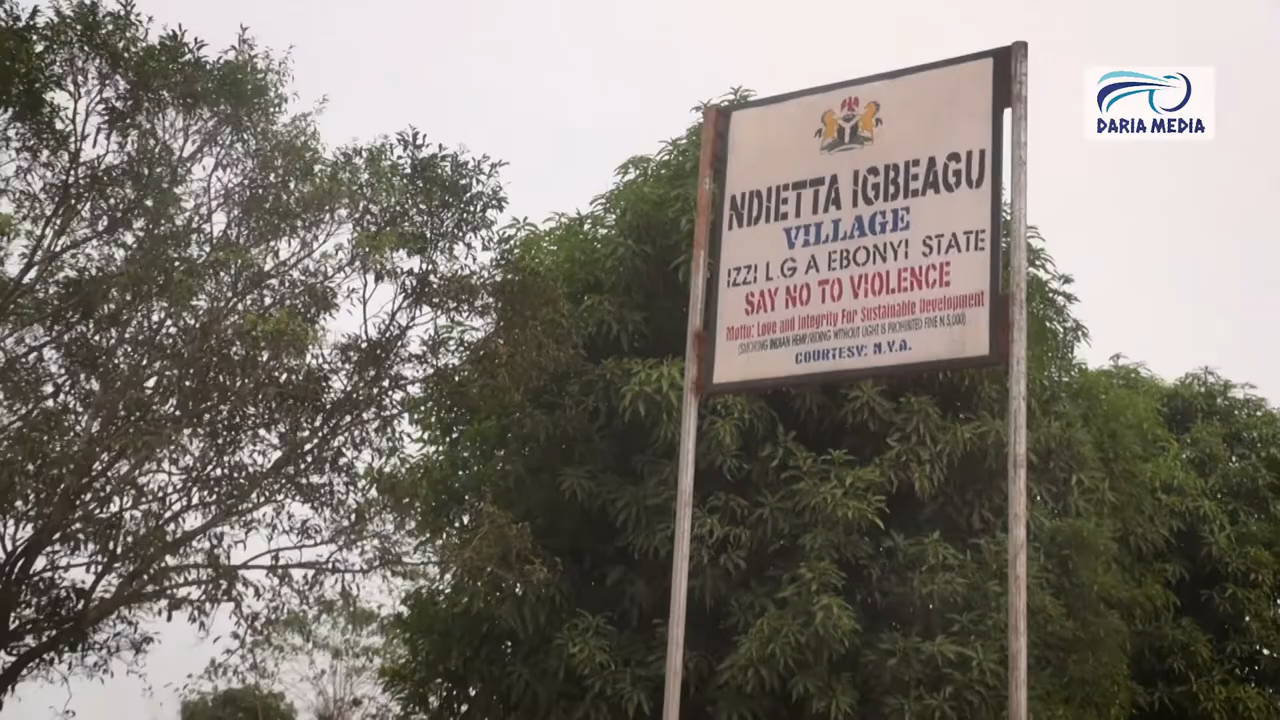 NDIETTA IGBEAGU
VILLAGE
IZZI L.G A EBONYI STATE
SAY NO TO VIOLENCE
Motto: Love and Integrity For Sustainable Development
(SMOKING INDIAN HEMP/RIDING WITHOUT LIGHT IS PROHIBITED FINE N.5,000)
COURTESY: N.Y.A.
DARIA MEDIA